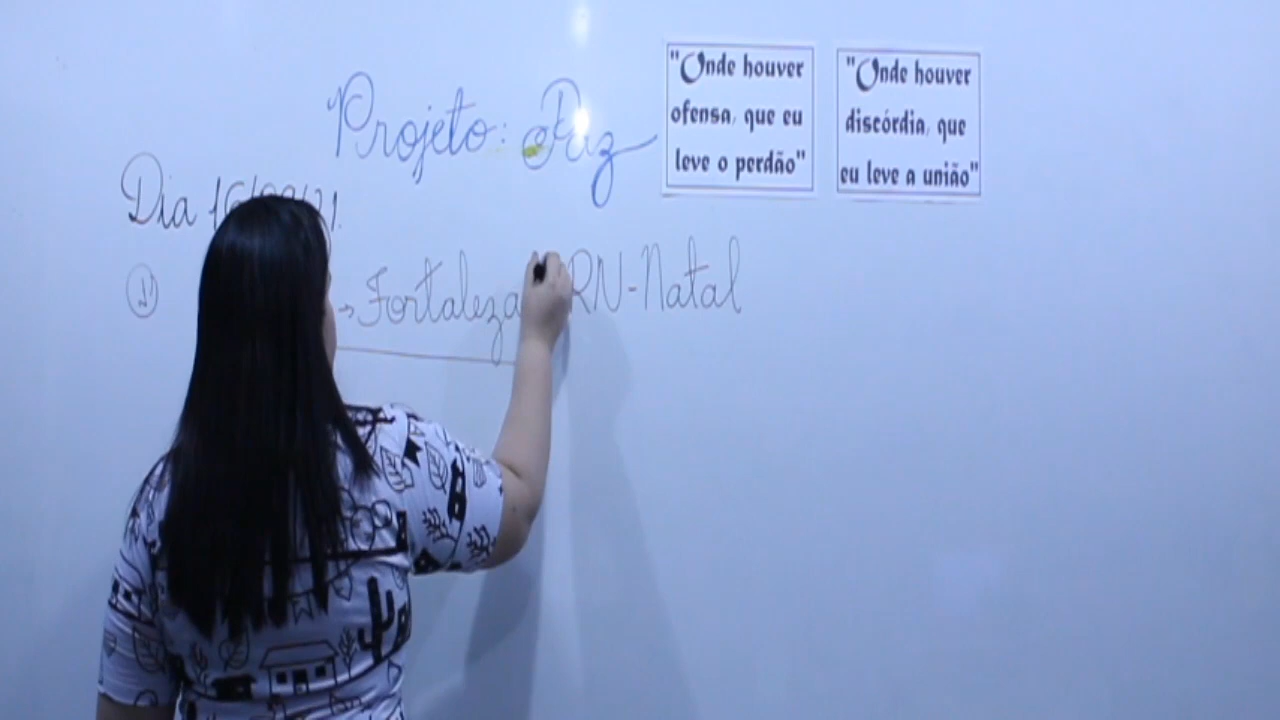 Projeto: Paz
"Onde houver
ofensa, que eu
leve o perdão"
"Onde houver
discórdia, que
eu leve a união"
Dia
→ Fortaleza RN-Natal